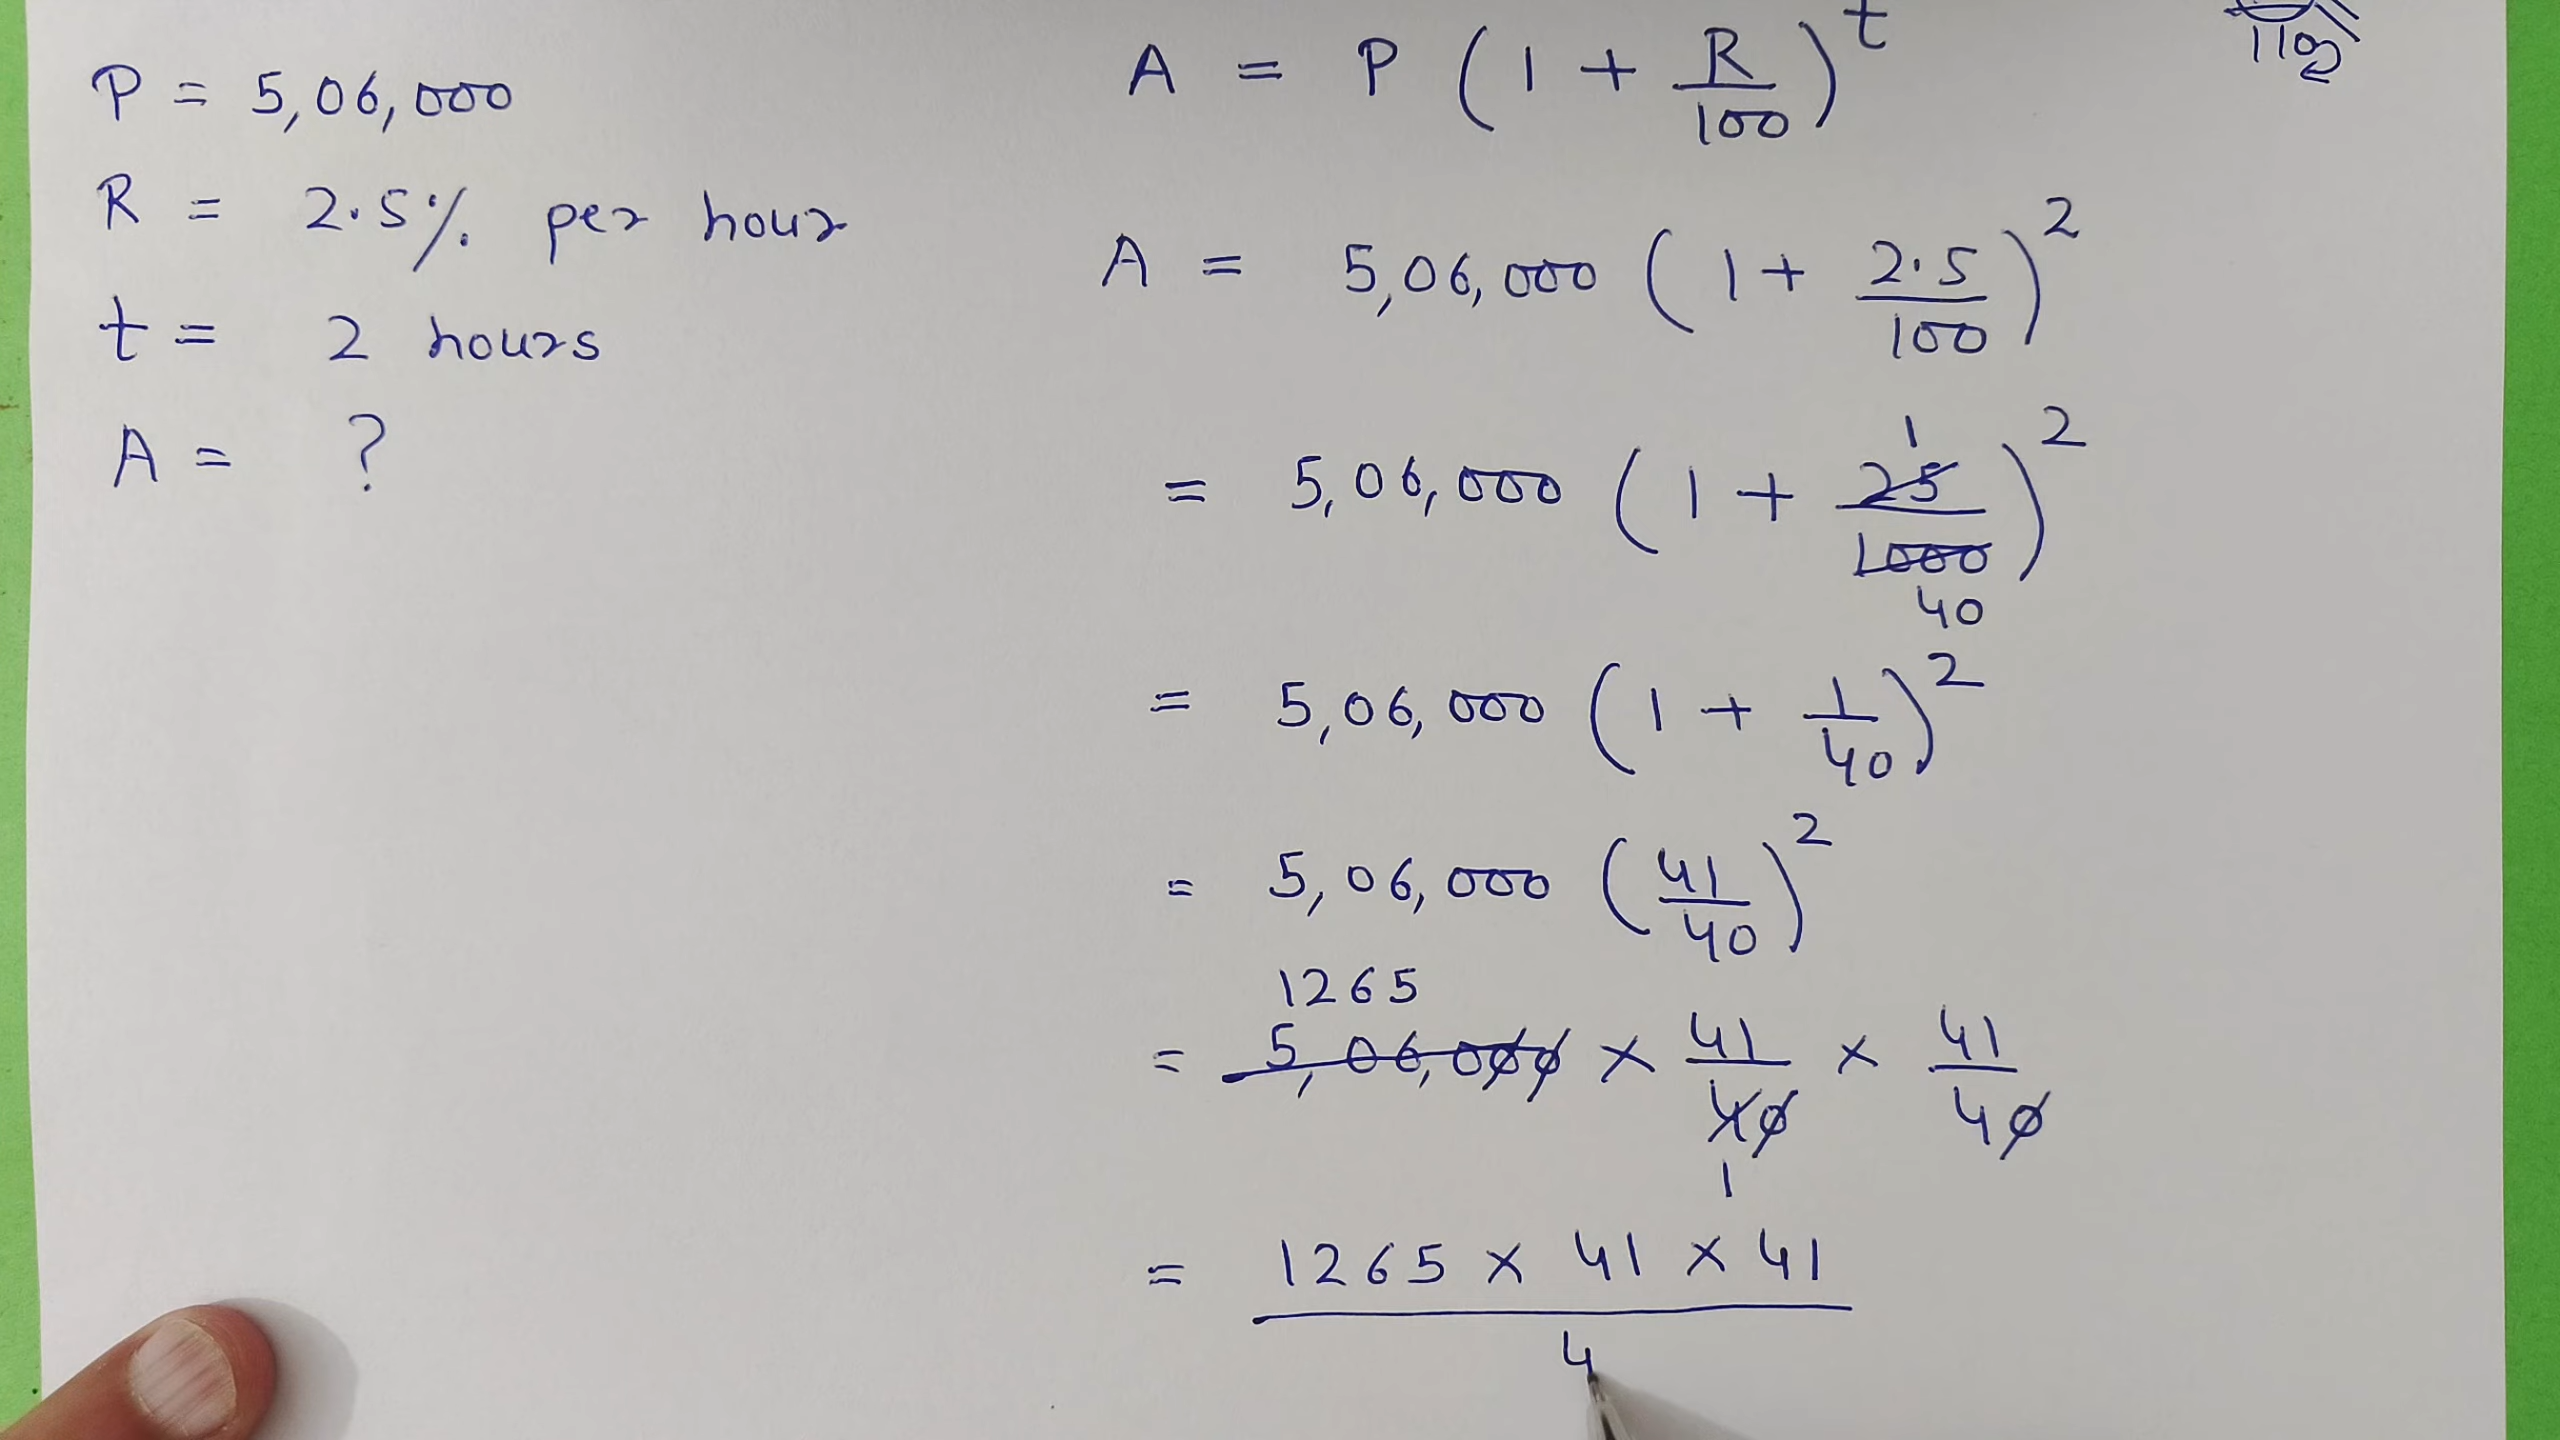 P = 5,06,000
R = 2.5% per hour
t = 2 hours
A = ?
A = P (1 + R/100)^t
A = 5,06,000 (1 + 2.5/100)^2
1
= 5,06,000 (1 + 25/1000)^2
40
= 5,06,000 (1 + 1/40)^2
= 5,06,000 (41/40)^2
1265
= 5,06,000 × 41/40 × 41/40
1
= 1265 × 41 × 41
4